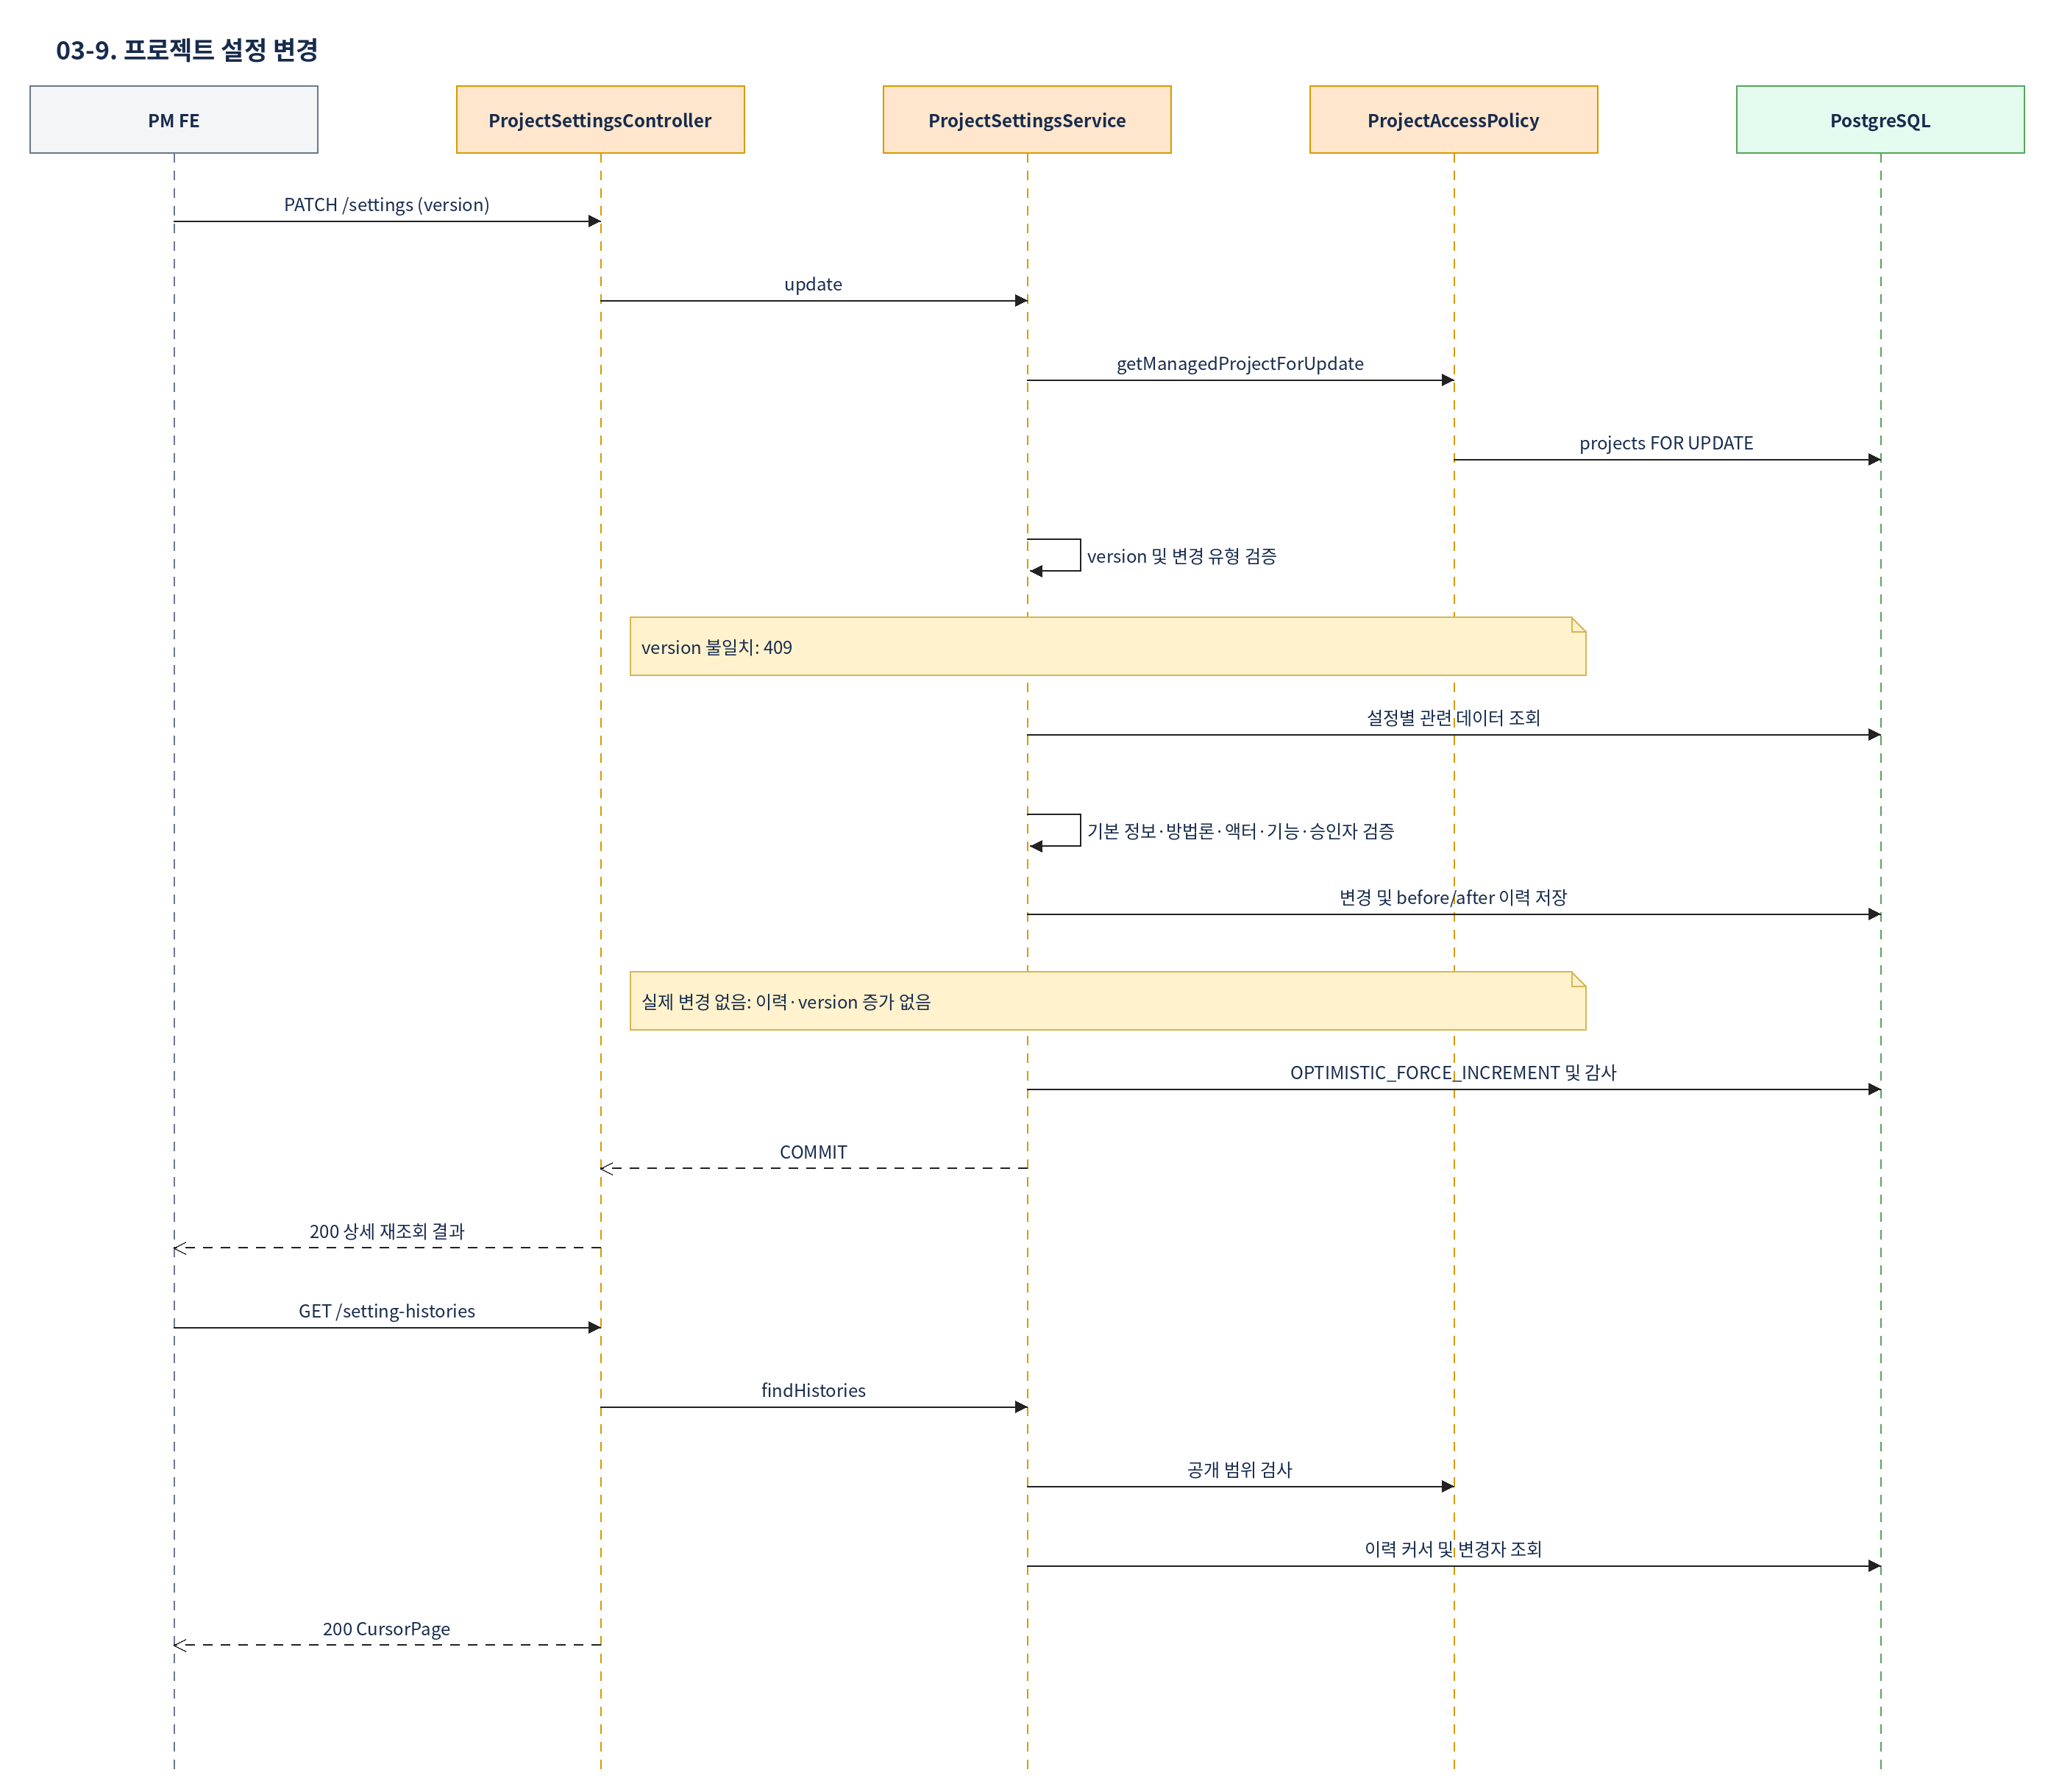 03-9. 프로젝트 설정 변경
PM FE
ProjectSettingsController
ProjectSettingsService
ProjectAccessPolicy
PostgreSQL
PATCH /settings (version)
update
getManagedProjectForUpdate
projects FOR UPDATE
version 및 변경 유형 검증
version 불일치: 409
설정별 관련 데이터 조회
기본 정보·방법론·액터·기능·승인자 검증
변경 및 before/after 이력 저장
실제 변경 없음: 이력·version 증가 없음
OPTIMISTIC_FORCE_INCREMENT 및 감사
COMMIT
200 상세 재조회 결과
GET /setting-histories
findHistories
공개 범위 검사
이력 커서 및 변경자 조회
200 CursorPage